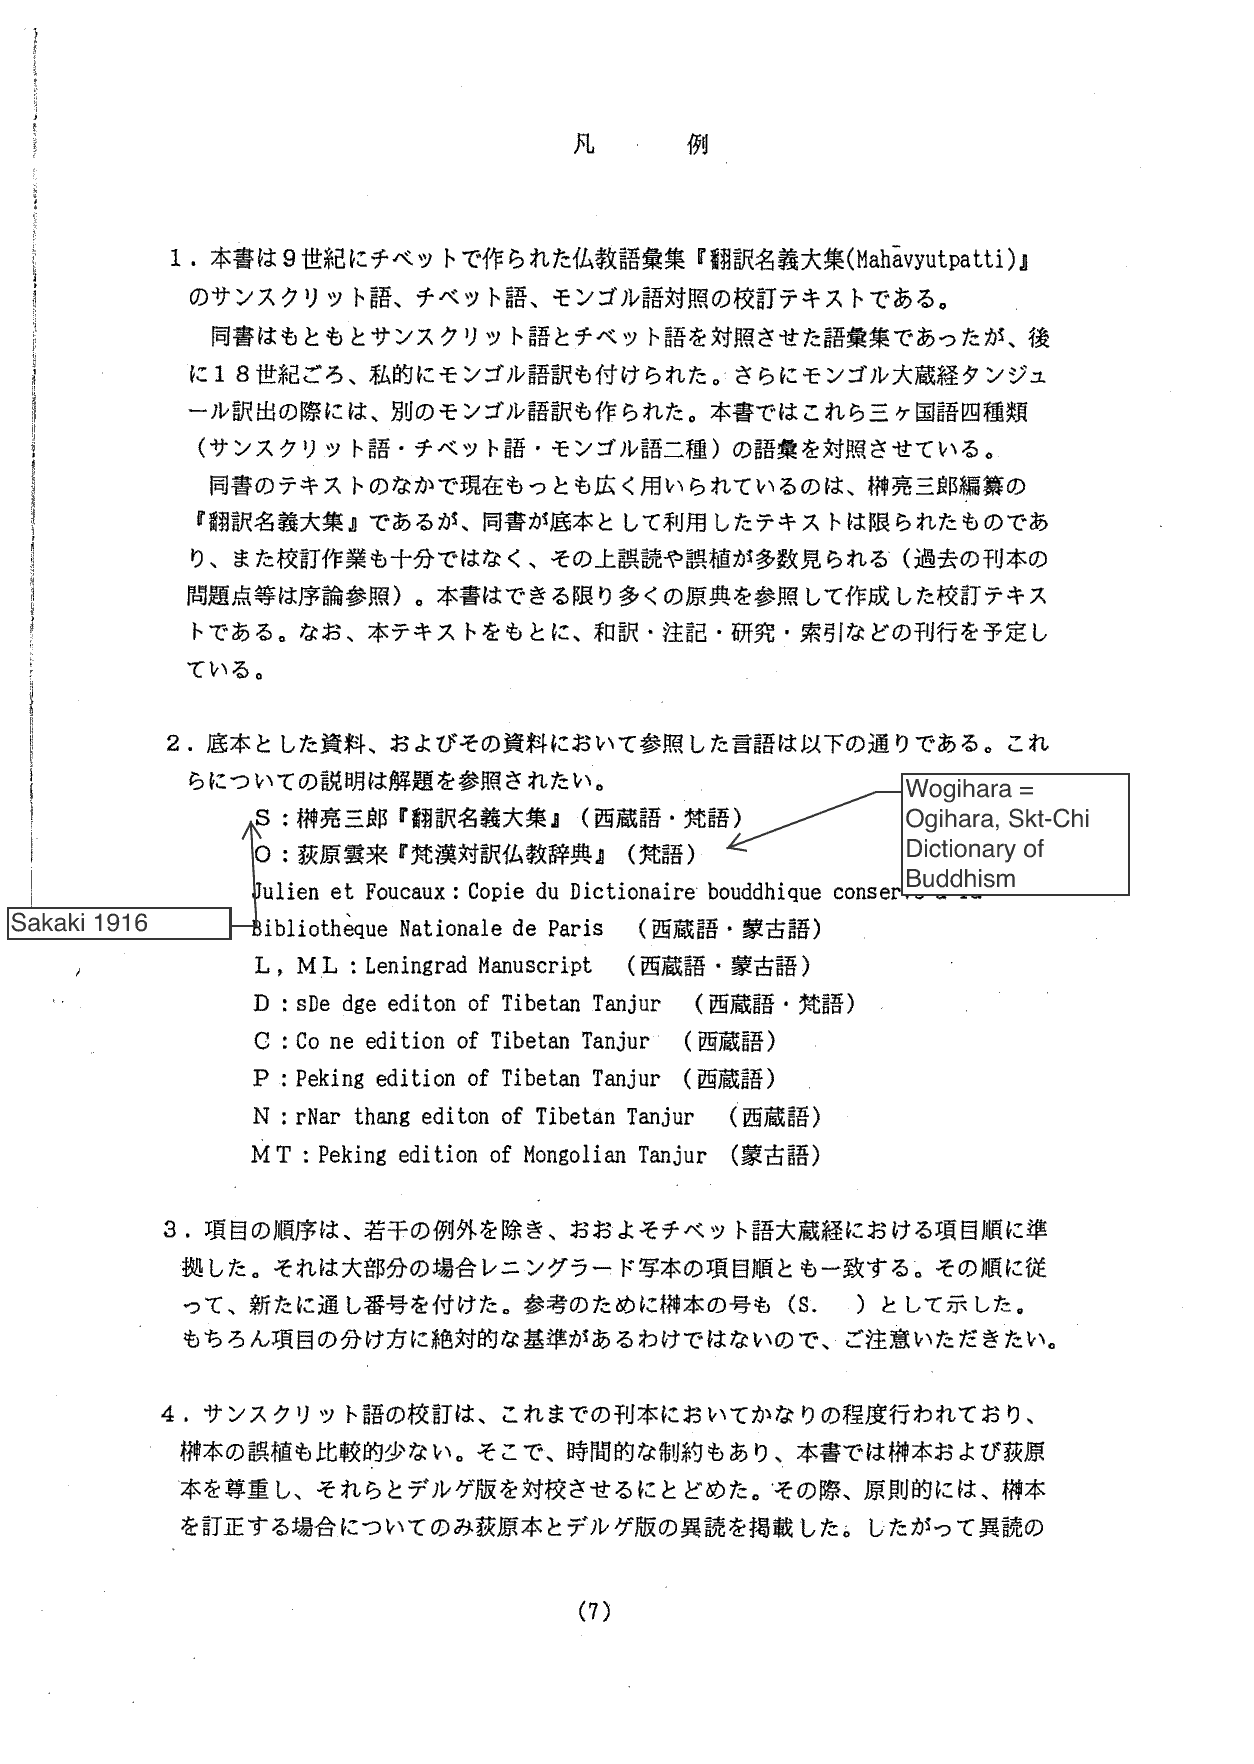 凡　　　例
１．本書は９世紀にチベットで作られた仏教語彙集『翻訳名義大集(Mahāvyutpatti)』
のサンスクリット語、チベット語、モンゴル語対照の校訂テキストである。
同書はもともとサンスクリット語とチベット語を対照させた語彙集であったが、後
に１８世紀ごろ、私的にモンゴル語訳も付けられた。さらにモンゴル大蔵経タンジュ
ール訳出の際には、別のモンゴル語訳も作られた。本書ではこれら三ヶ国語四種類
（サンスクリット語・チベット語・モンゴル語二種）の語彙を対照させている。
同書のテキストのなかで現在もっとも広く用いられているのは、榊亮三郎編纂の
『翻訳名義大集』であるが、同書が底本として利用したテキストは限られたものであ
り、また校訂作業も十分ではなく、その上誤読や誤植が多数見られる（過去の刊本の
問題点等は序論参照）。本書はできる限り多くの原典を参照して作成した校訂テキス
トである。なお、本テキストをもとに、和訳・注記・研究・索引などの刊行を予定し
ている。
２．底本とした資料、およびその資料において参照した言語は以下の通りである。これ
らについての説明は解題を参照されたい。
Wogihara =
Ogihara, Skt-Chi
Dictionary of
Buddhism
Ｓ：榊亮三郎『翻訳名義大集』（西蔵語・梵語）
Ｏ：荻原雲来『梵漢対訳仏教辞典』（梵語）
Julien et Foucaux：Copie du Dictionaire bouddhique conser
Sakaki 1916
Bibliothèque Nationale de Paris　（西蔵語・蒙古語）
Ｌ，ＭＬ：Leningrad Manuscript　（西蔵語・蒙古語）
Ｄ：sDe dge editon of Tibetan Tanjur　（西蔵語・梵語）
Ｃ：Co ne edition of Tibetan Tanjur　（西蔵語）
Ｐ：Peking edition of Tibetan Tanjur　（西蔵語）
Ｎ：rNar thang editon of Tibetan Tanjur　（西蔵語）
ＭＴ：Peking edition of Mongolian Tanjur　（蒙古語）
３．項目の順序は、若干の例外を除き、おおよそチベット語大蔵経における項目順に準
拠した。それは大部分の場合レニングラード写本の項目順とも一致する。その順に従
って、新たに通し番号を付けた。参考のために榊本の号も（S.　）として示した。
もちろん項目の分け方に絶対的な基準があるわけではないので、ご注意いただきたい。
４．サンスクリット語の校訂は、これまでの刊本においてかなりの程度行われており、
榊本の誤植も比較的少ない。そこで、時間的な制約もあり、本書では榊本および荻原
本を尊重し、それらとデルゲ版を対校させるにとどめた。その際、原則的には、榊本
を訂正する場合についてのみ荻原本とデルゲ版の異読を掲載した。したがって異読の
(7)